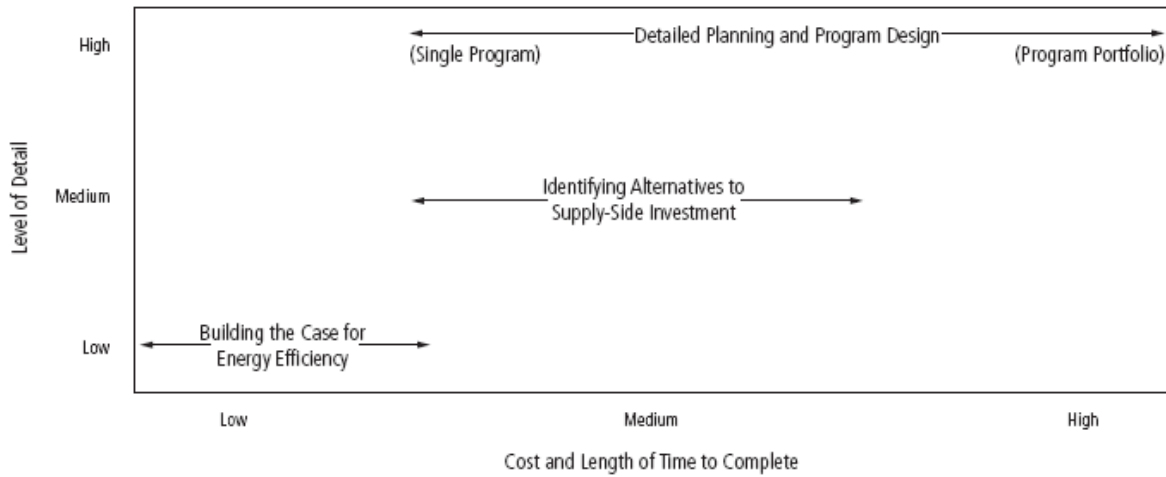 High
Detailed Planning and Program Design
(Single Program)
(Program Portfolio)
Level of Detail
Medium
Identifying Alternatives to
Supply-Side Investment
Low
Building the Case for
Energy Efficiency
Low
Medium
High
Cost and Length of Time to Complete